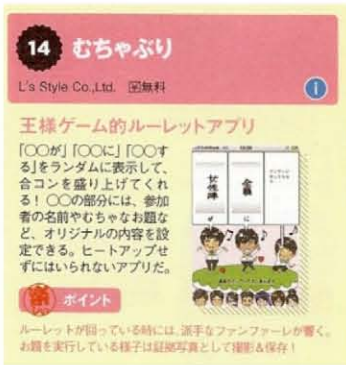 14 むちゃぶり
L's Style Co.,Ltd. 無料
i
王様ゲーム的ルーレットアプリ
「○○が」「○○に」「○○す
る」をランダムに表示して、
合コンを盛り上げてくれ
る！ ○○の部分には、参加
者の名前やむちゃなお題な
ど、オリジナルの内容を設
定できる。ヒートアップせ
ずにはいられないアプリだ。
女性陣 が
全員 に
ポイント
ルーレットが回っている時には、派手なファンファーレが響く。
お題を実行している様子は証拠写真として撮影＆保存！